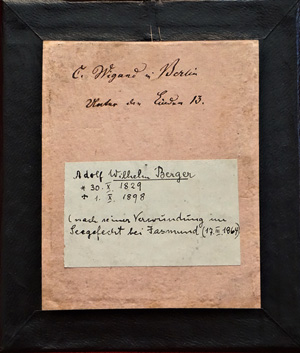 C. Wigand in Berlin
Unter den Linden 13.
Adolf Wilhelm Berger
* 30. X. 1829
† 1. X. 1898
(nach seiner Verwundung im
Seegefecht bei Jasmund (17.III.1864)